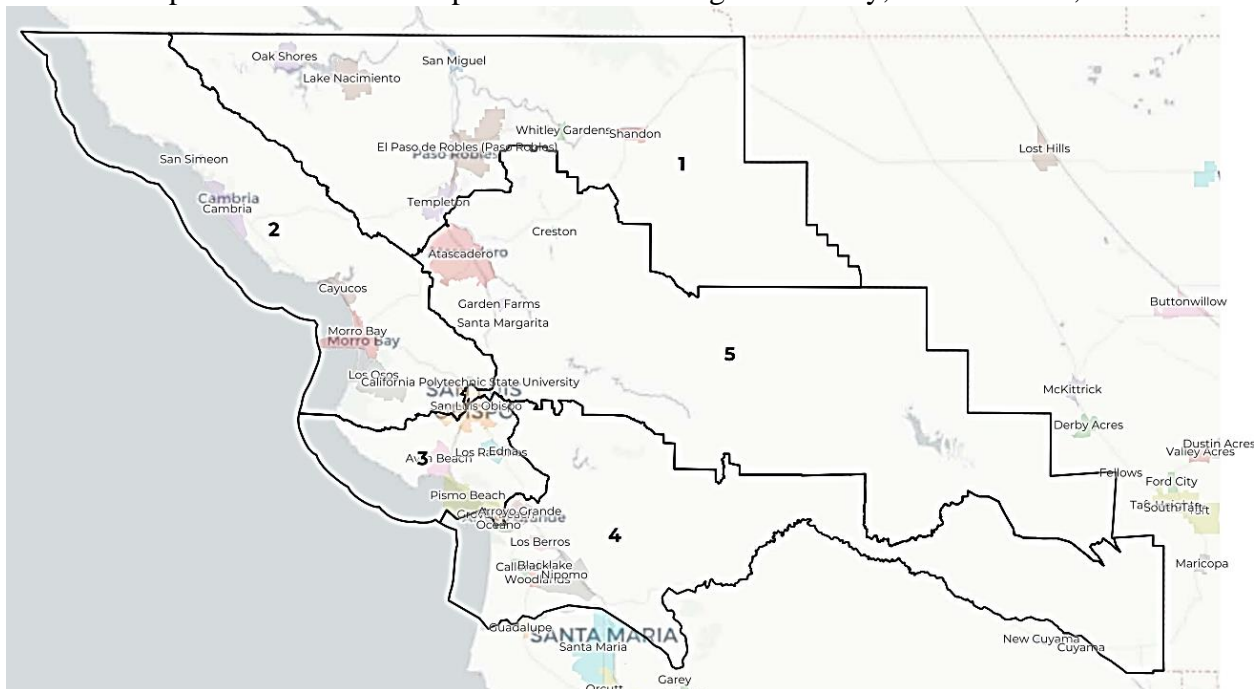 Oak Shores
San Miguel
Lake Nacimiento
Whitley Gardens
Shandon
El Paso de Robles (Paso Robles)
Paso Robles
Lost Hills
1
San Simeon
Cambria
Cambria
Templeton
2
Creston
Atascadero
Cayucos
Garden Farms
Buttonwillow
Santa Margarita
Morro Bay
Morro Bay
5
Los Osos
California Polytechnic State University
SAN LUIS
OBISPO
San Luis Obispo
McKittrick
Derby Acres
Dustin Acres
Valley Acres
3
Avila Beach
Edna
Fellows
Ford City
Pismo Beach
Arroyo Grande
Oceano
4
Los Berros
Blacklake
Woodlands
Nipomo
Maricopa
Guadalupe
SANTA MARIA
Santa Maria
New Cuyama
Cuyama
Garey
Orcutt